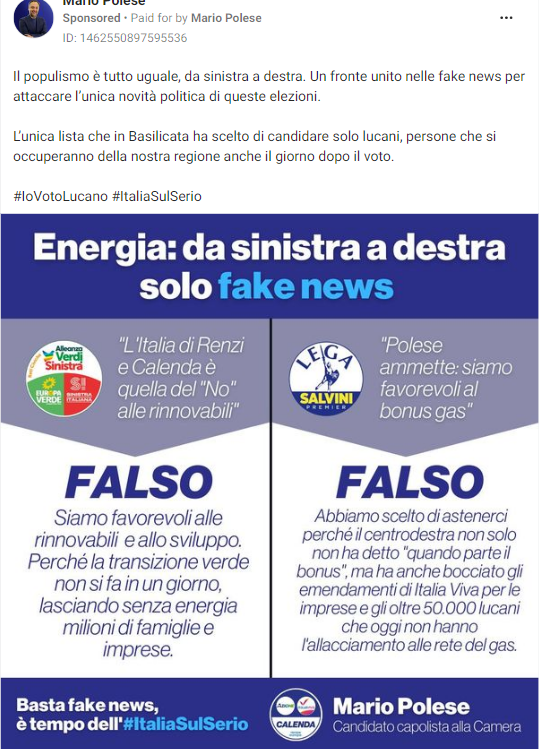 Mario Polese
Sponsored • Paid for by Mario Polese
ID: 1462550897595536
Il populismo è tutto uguale, da sinistra a destra. Un fronte unito nelle fake news per
attaccare l'unica novità politica di queste elezioni.
L'unica lista che in Basilicata ha scelto di candidare solo lucani, persone che si
occuperanno della nostra regione anche il giorno dopo il voto.
#IoVotoLucano #ItaliaSulSerio
Energia: da sinistra a destra
solo fake news
Alleanza
Verdi
Sinistra
EUROPA
VERDE
SI
SINISTRA
ITALIANA
"L'Italia di Renzi
e Calenda è
quella del "No"
alle rinnovabili"
LEGA
SALVINI
PREMIER
"Polese
ammette: siamo
favorevoli al
bonus gas"
FALSO
Siamo favorevoli alle
rinnovabili e allo sviluppo.
Perché la transizione verde
non si fa in un giorno,
lasciando senza energia
milioni di famiglie e
imprese.
FALSO
Abbiamo scelto di astenerci
perché il centrodestra non solo
non ha detto "quando parte il
bonus", ma ha anche bocciato gli
emendamenti di Italia Viva per le
imprese e gli oltre 50.000 lucani
che oggi non hanno
l'allacciamento alle rete del gas.
Basta fake news,
è tempo dell'#ItaliaSulSerio
AZIONE
CALENDA
Mario Polese
Candidato capolista alla Camera